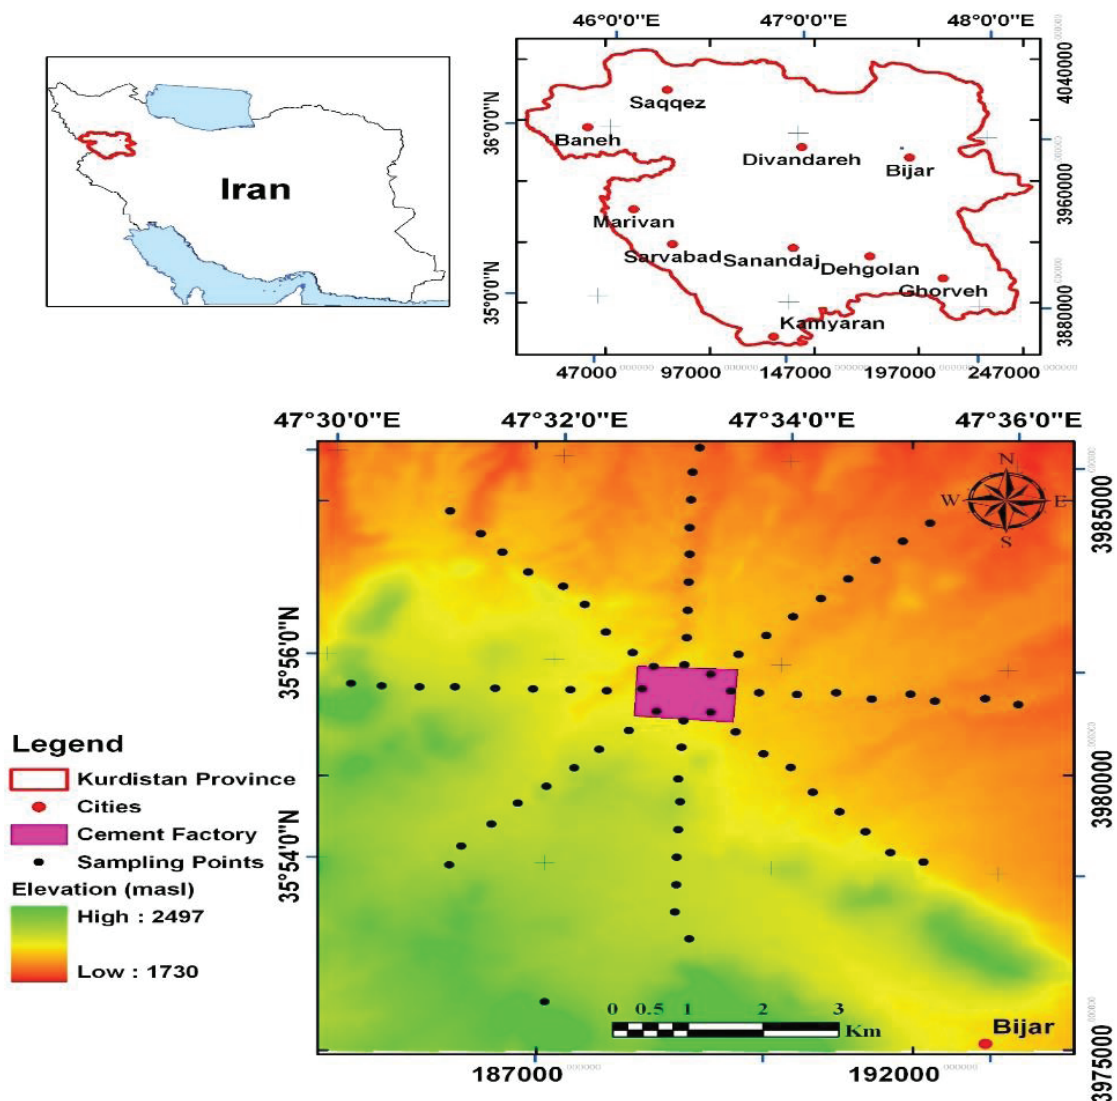 46°0'0"E 47°0'0"E 48°0'0"E
Iran
36°0'0"N
35°0'0"N
Saqqez
Baneh
Divandareh
Bijar
Marivan
Sarvabad
Sanandaj
Dehgolan
Ghorveh
Kamyaran
4040000
3960000
3880000
47000 97000 147000 197000 247000
47°30'0"E 47°32'0"E 47°34'0"E 47°36'0"E
N
W E
S
35°56'0"N
35°54'0"N
3985000
3980000
3975000
Legend
Kurdistan Province
Cities
Cement Factory
Sampling Points
Elevation (masl)
High : 2497
Low : 1730
0 0.5 1 2 3
Km
Bijar
187000 192000